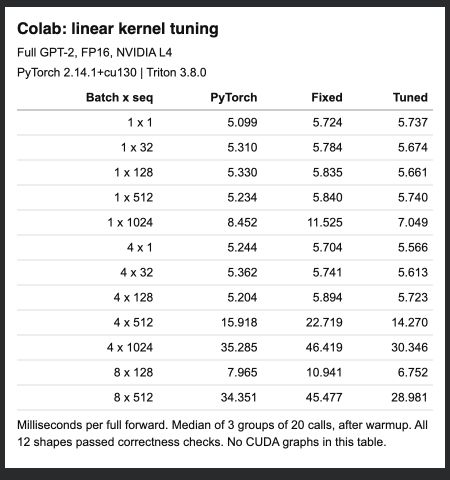 Colab: linear kernel tuning
Full GPT-2, FP16, NVIDIA L4
PyTorch 2.14.1+cu130 | Triton 3.8.0
Batch x seq PyTorch Fixed Tuned
1 x 1 5.099 5.724 5.737
1 x 32 5.310 5.784 5.674
1 x 128 5.330 5.835 5.661
1 x 512 5.234 5.840 5.740
1 x 1024 8.452 11.525 7.049
4 x 1 5.244 5.704 5.566
4 x 32 5.362 5.741 5.613
4 x 128 5.204 5.894 5.723
4 x 512 15.918 22.719 14.270
4 x 1024 35.285 46.419 30.346
8 x 128 7.965 10.941 6.752
8 x 512 34.351 45.477 28.981
Milliseconds per full forward. Median of 3 groups of 20 calls, after warmup. All
12 shapes passed correctness checks. No CUDA graphs in this table.